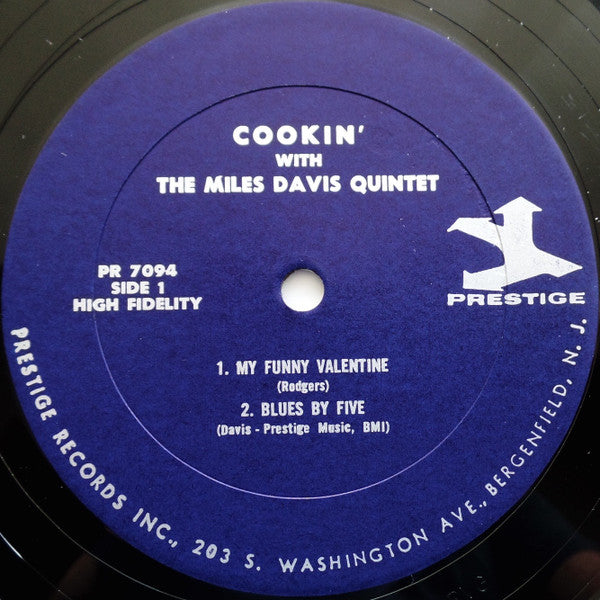 COOKIN'
WITH
THE MILES DAVIS QUINTET
PR 7094
SIDE 1
HIGH FIDELITY
PRESTIGE
1. MY FUNNY VALENTINE
(Rodgers)
2. BLUES BY FIVE
(Davis - Prestige Music, BMI)
PRESTIGE RECORDS INC., 203 S. WASHINGTON AVE., BERGENFIELD, N. J.